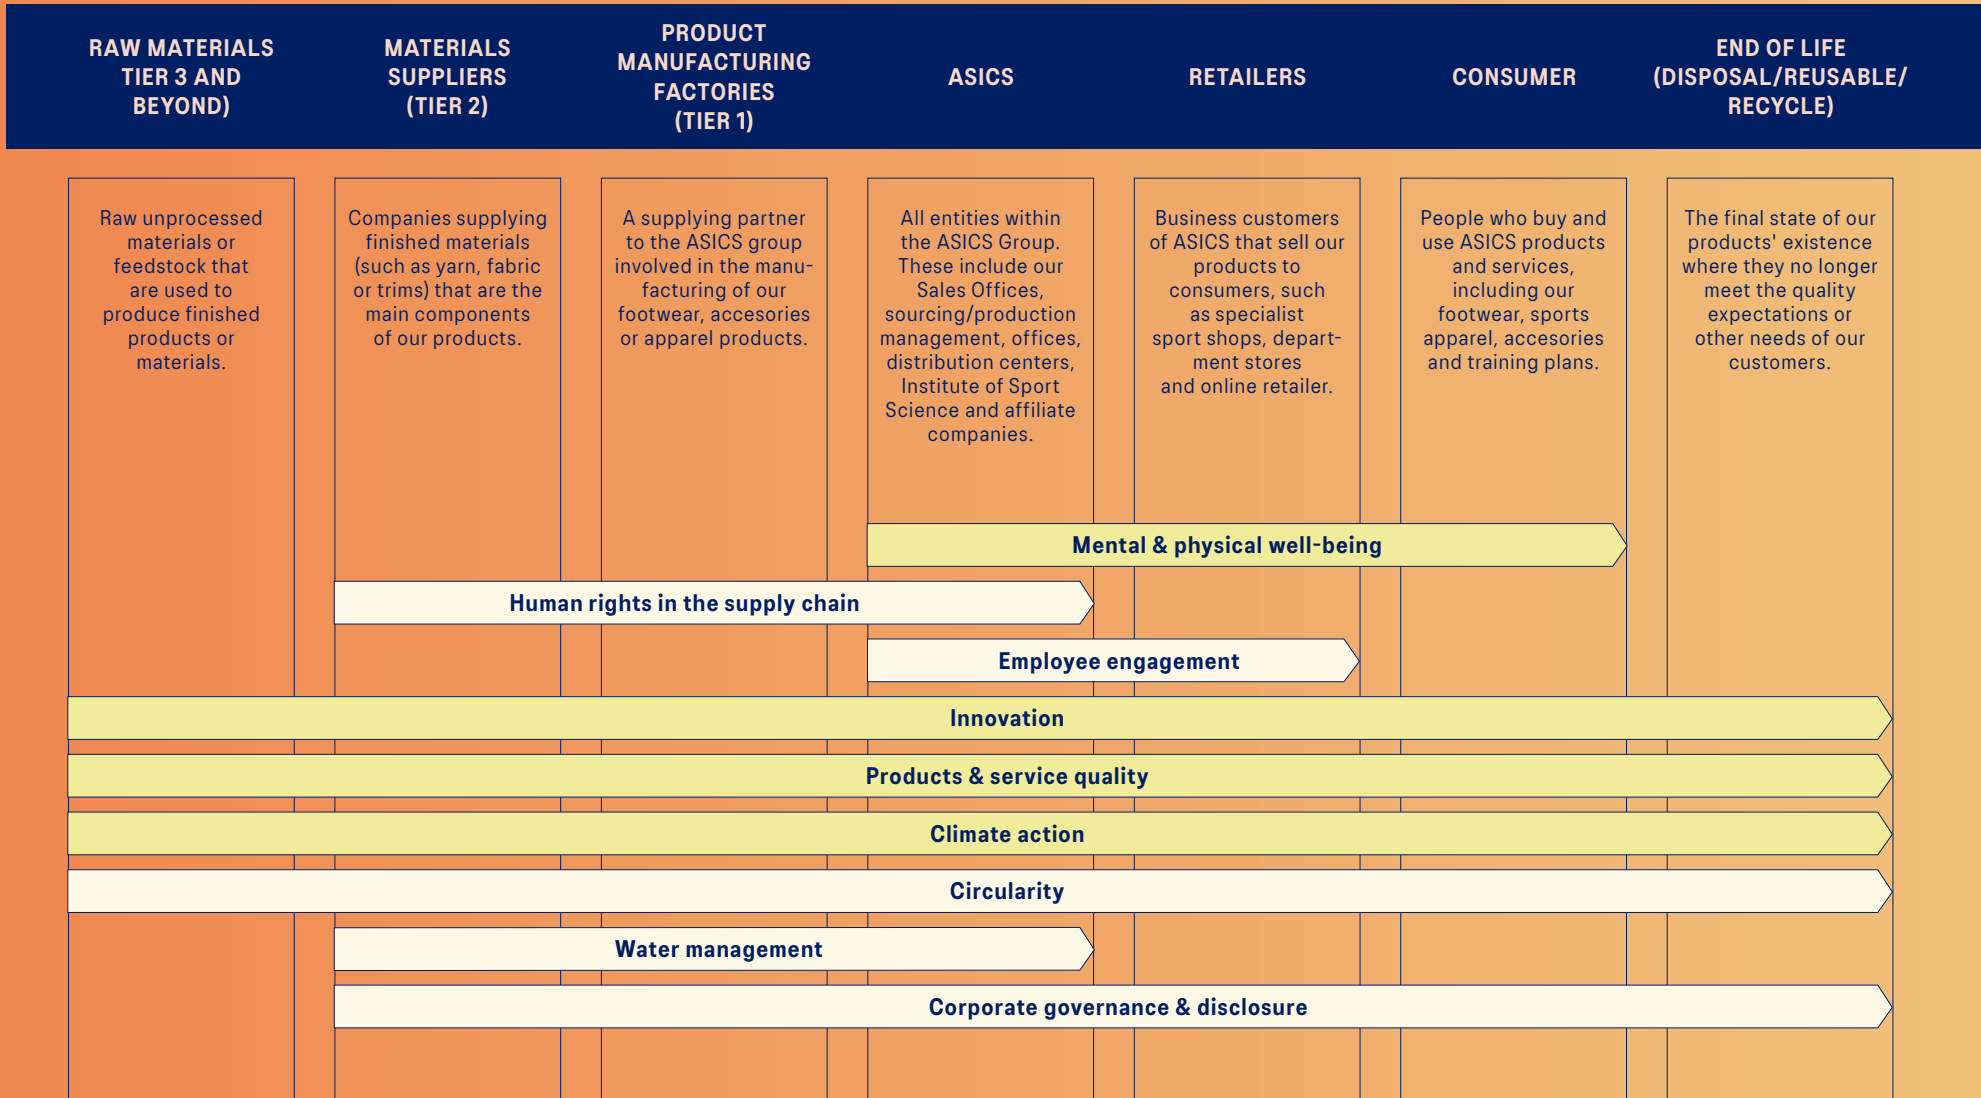 RAW MATERIALS
TIER 3 AND
BEYOND)
MATERIALS
SUPPLIERS
(TIER 2)
PRODUCT
MANUFACTURING
FACTORIES
(TIER 1)
ASICS
RETAILERS
CONSUMER
END OF LIFE
(DISPOSAL/REUSABLE/
RECYCLE)
Raw unprocessed
materials or
feedstock that
are used to
produce finished
products or
materials.
Companies supplying
finished materials
(such as yarn, fabric
or trims) that are the
main components
of our products.
A supplying partner
to the ASICS group
involved in the manu-
facturing of our
footwear, accesories
or apparel products.
All entities within
the ASICS Group.
These include our
Sales Offices,
sourcing/production
management, offices,
distribution centers,
Institute of Sport
Science and affiliate
companies.
Business customers
of ASICS that sell our
products to
consumers, such
as specialist
sport shops, depart-
ment stores
and online retailer.
People who buy and
use ASICS products
and services,
including our
footwear, sports
apparel, accesories
and training plans.
The final state of our
products' existence
where they no longer
meet the quality
expectations or
other needs of our
customers.
Mental & physical well-being
Human rights in the supply chain
Employee engagement
Innovation
Products & service quality
Climate action
Circularity
Water management
Corporate governance & disclosure